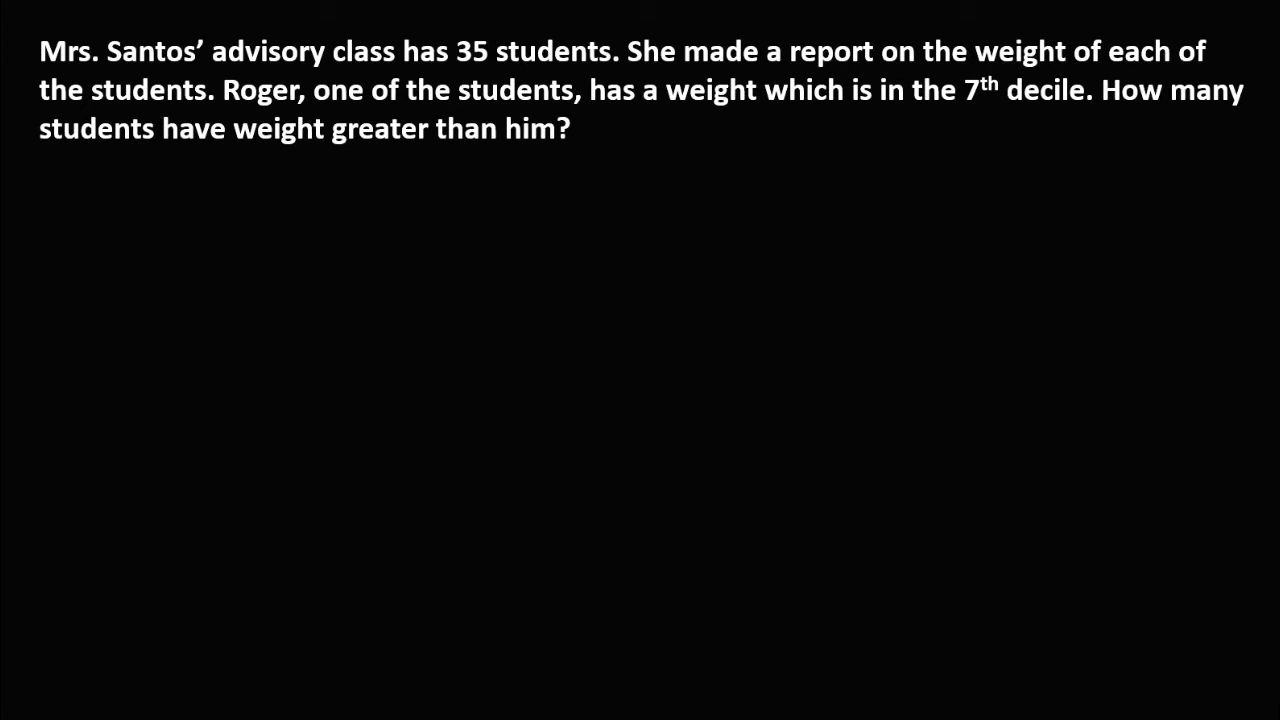 Mrs. Santos’ advisory class has 35 students. She made a report on the weight of each of
the students. Roger, one of the students, has a weight which is in the 7th decile. How many
students have weight greater than him?